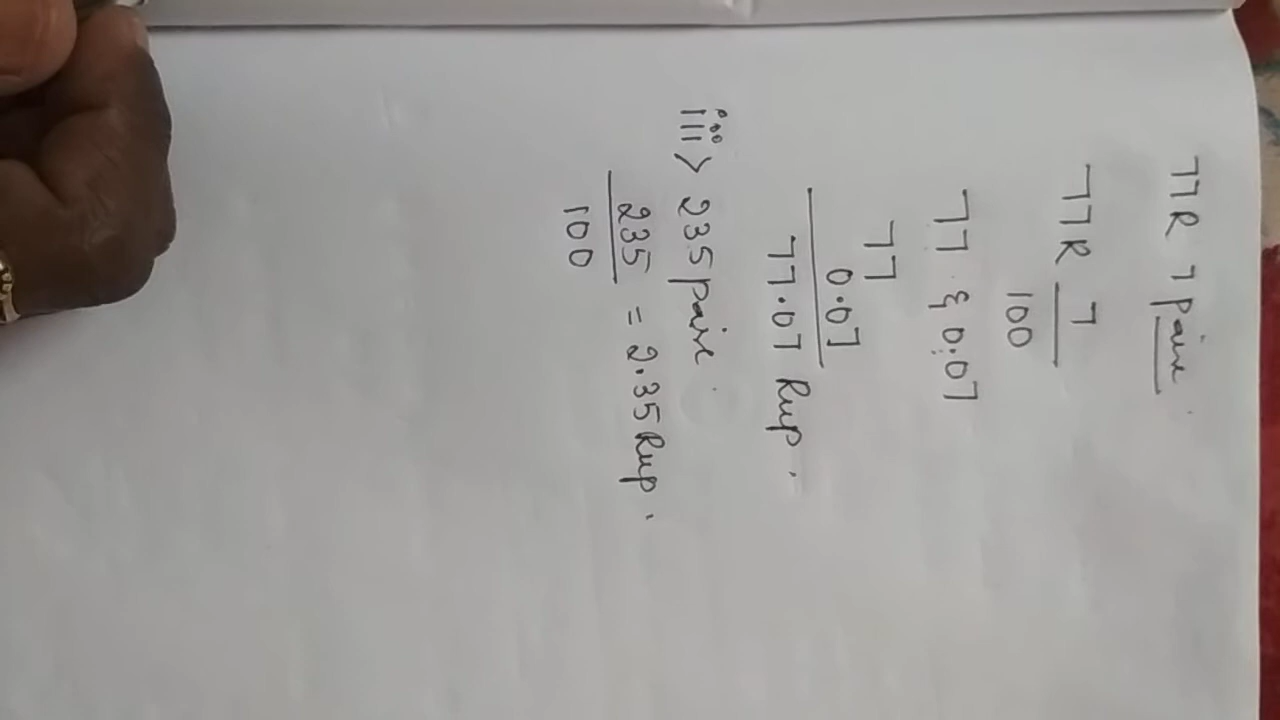 77R 7 paise
77R 7
100
77 & 0.07
77
0.07
77.07 Rup.
iii> 235 paise
235 = 2.35 Rup.
100